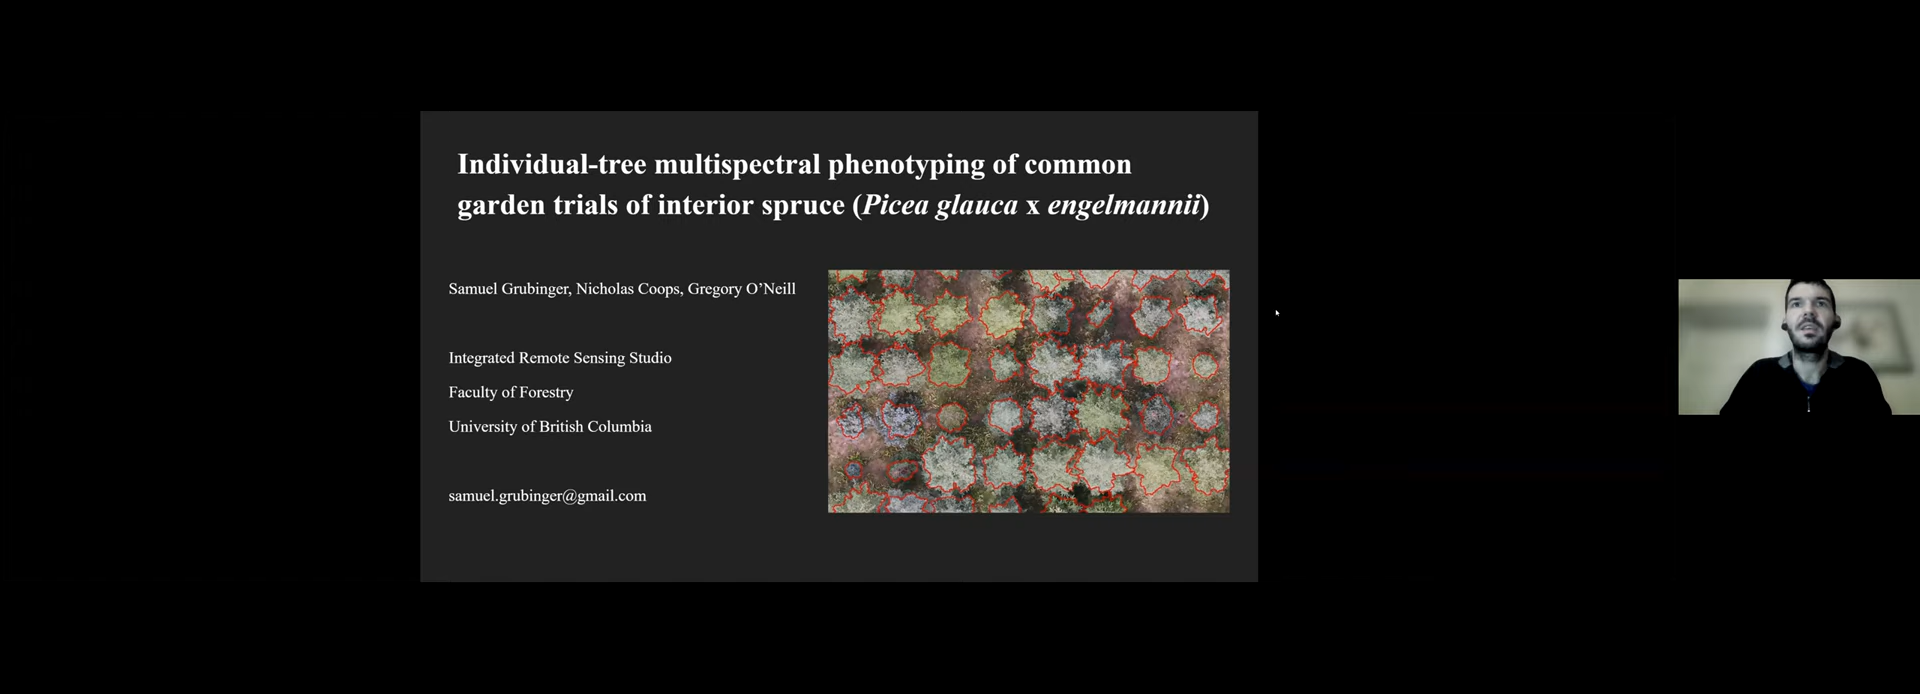 Individual-tree multispectral phenotyping of common
garden trials of interior spruce (Picea glauca x engelmannii)
Samuel Grubinger, Nicholas Coops, Gregory O’Neill
Integrated Remote Sensing Studio
Faculty of Forestry
University of British Columbia
samuel.grubinger@gmail.com